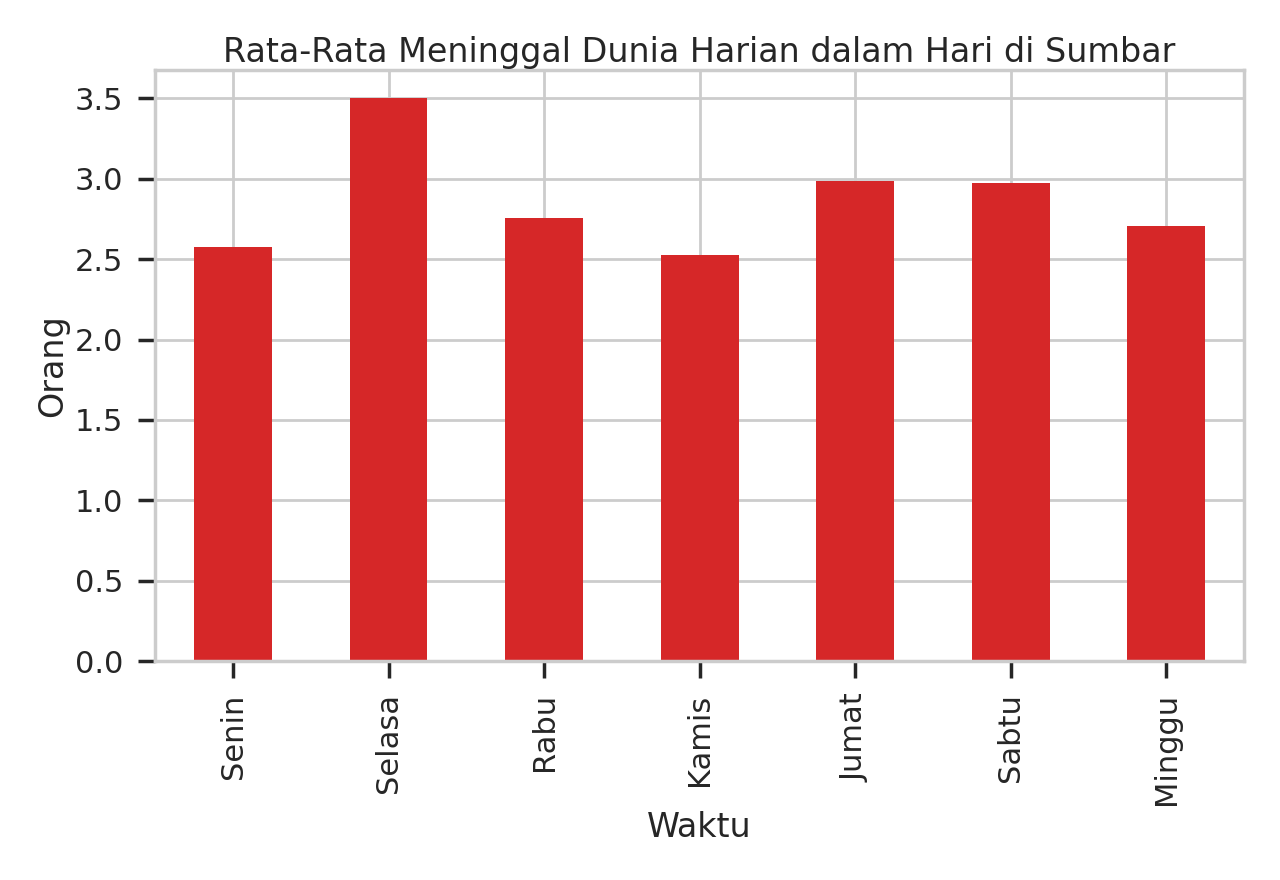 Rata-Rata Meninggal Dunia Harian dalam Hari di Sumbar
3.5
3.0
2.5
2.0
1.5
1.0
0.5
0.0
Orang
Senin
Selasa
Rabu
Kamis
Jumat
Sabtu
Minggu
Waktu